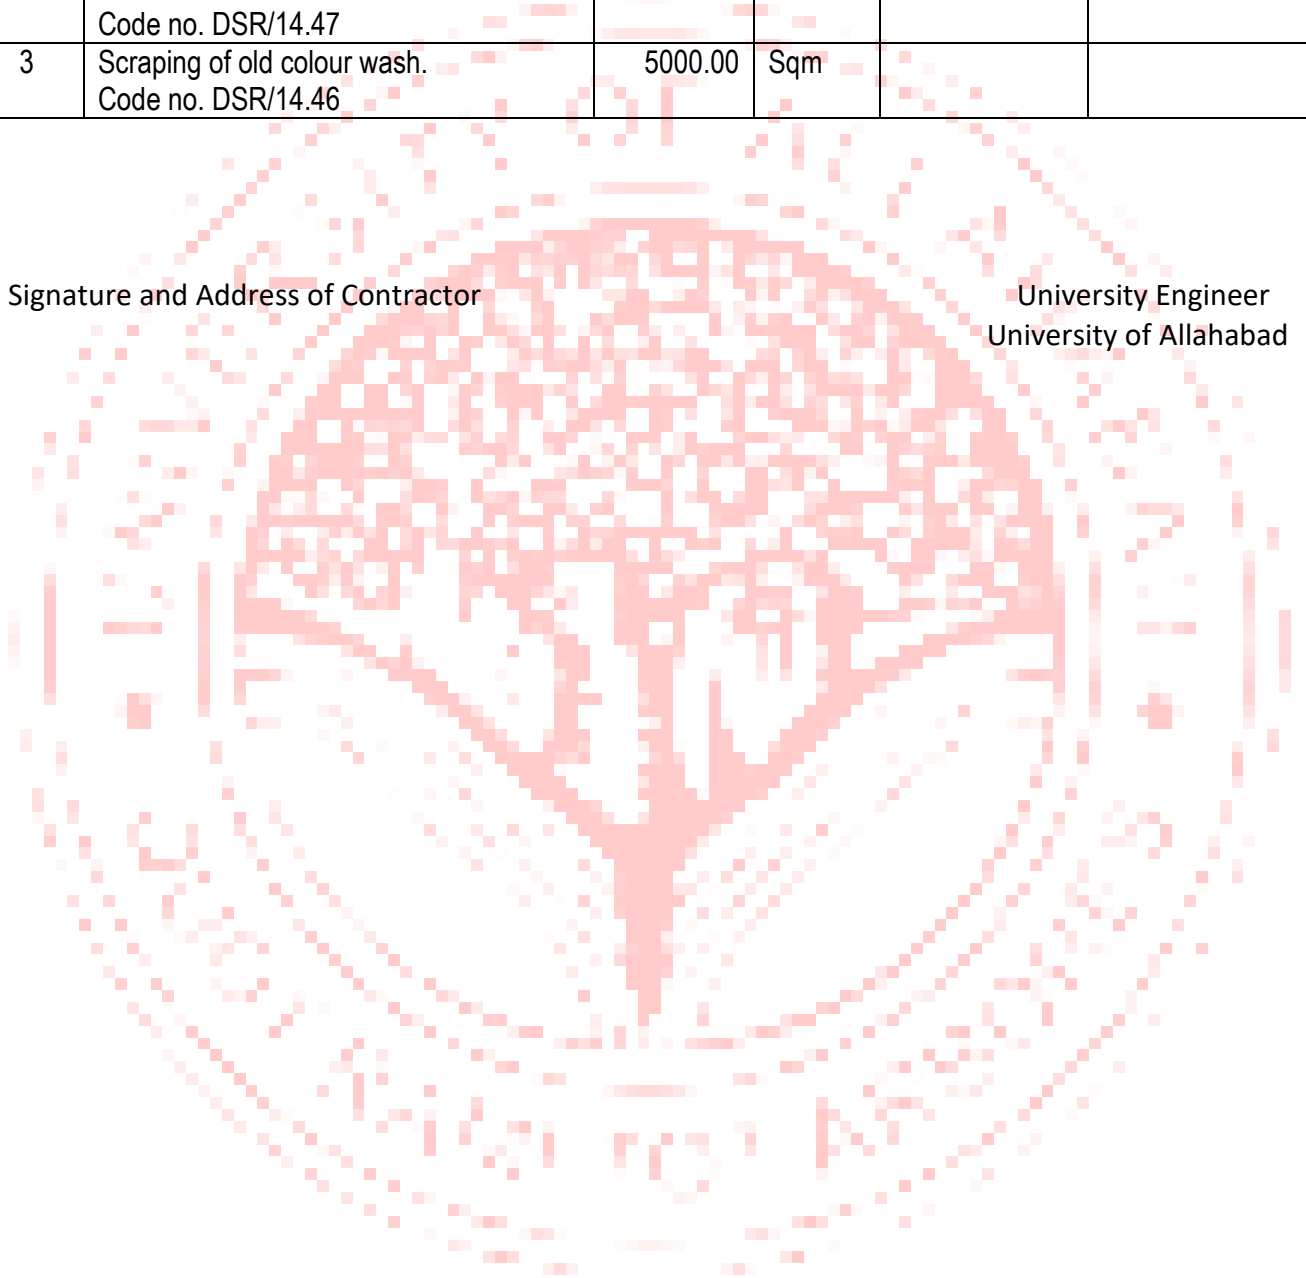 Code no. DSR/14.47
3 Scraping of old colour wash. 5000.00 Sqm
Code no. DSR/14.46
Signature and Address of Contractor University Engineer
University of Allahabad